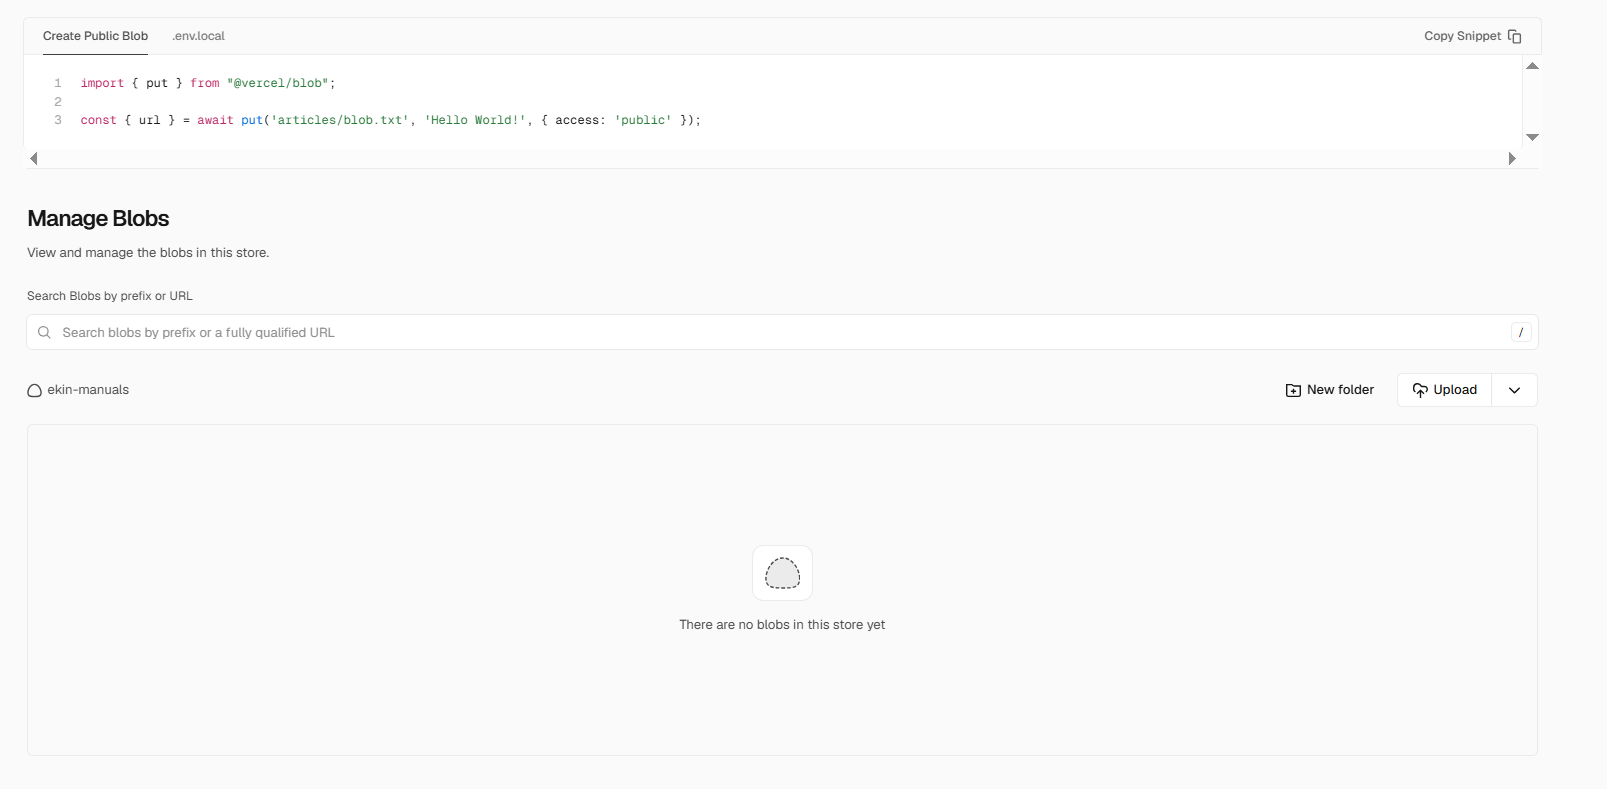 Create Public Blob .env.local Copy Snippet
1 import { put } from "@vercel/blob";
2
3 const { url } = await put('articles/blob.txt', 'Hello World!', { access: 'public' });
Manage Blobs
View and manage the blobs in this store.
Search Blobs by prefix or URL
Search blobs by prefix or a fully qualified URL /
ekin-manuals New folder Upload
There are no blobs in this store yet